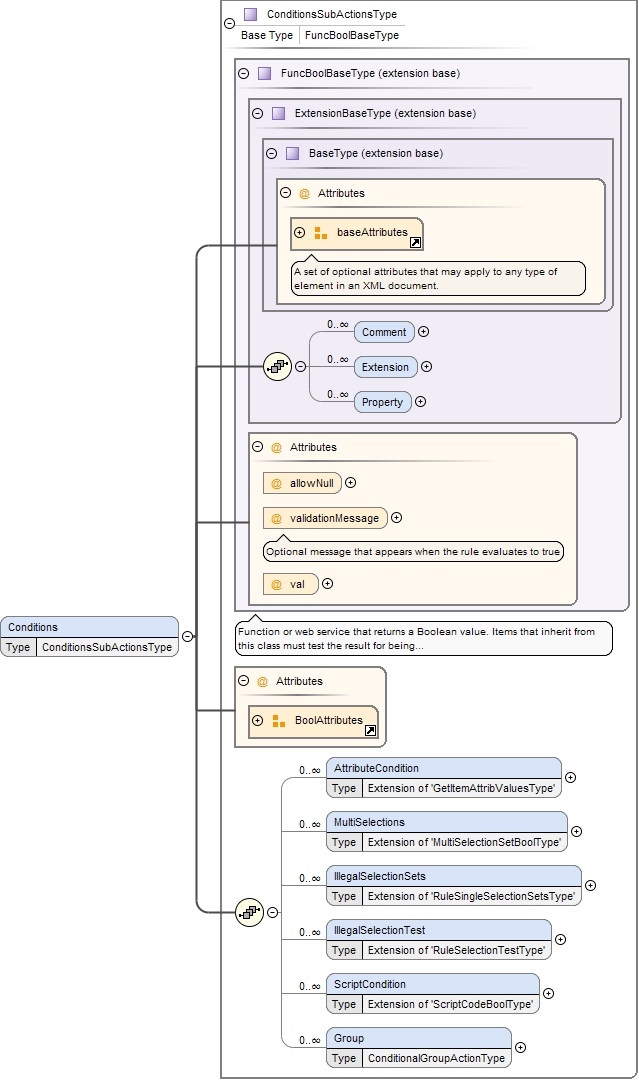 ConditionsSubActionsType
Base Type FuncBoolBaseType
FuncBoolBaseType (extension base)
ExtensionBaseType (extension base)
BaseType (extension base)
@ Attributes
baseAttributes
A set of optional attributes that may apply to any type of
element in an XML document.
0..∞
Comment
0..∞
Extension
0..∞
Property
@ Attributes
@ allowNull
@ validationMessage
Optional message that appears when the rule evaluates to true
@ val
Conditions
Type ConditionsSubActionsType
Function or web service that returns a Boolean value. Items that inherit from
this class must test the result for being...
@ Attributes
BoolAttributes
0..∞ AttributeCondition
Type Extension of 'GetItemAttribValuesType'
0..∞ MultiSelections
Type Extension of 'MultiSelectionSetBoolType'
0..∞ IllegalSelectionSets
Type Extension of 'RuleSingleSelectionSetsType'
0..∞ IllegalSelectionTest
Type Extension of 'RuleSelectionTestType'
0..∞ ScriptCondition
Type Extension of 'ScriptCodeBoolType'
0..∞ Group
Type ConditionalGroupActionType